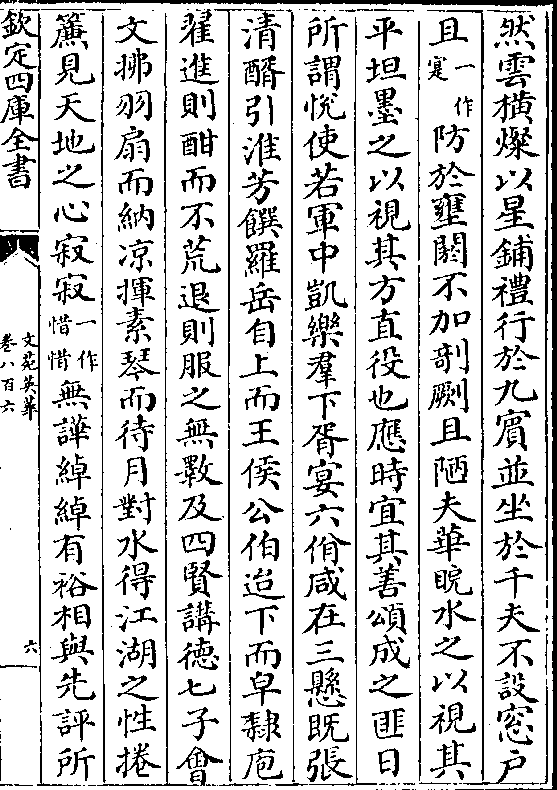 然雲横燦以星鋪禮行於九賓並坐於千夫不設窓戸
且一作寔防於壅閼不加剞劂且陋夫華睆水之以視其
平坦墨之以視其方直役也應時宜其善頌成之匪日
所謂恱使若軍中凱樂羣下胥宴六佾咸在三懸既張
清醑引淮芳饌羅岳自上而王侯公伯迨下而皁隸庖
翟進則酣而不荒退則服之無斁及四賢講德七子㑹
文拂羽扇而納凉揮素琴而待月對水得江湖之性捲
簾見天地之心寂寂一作惜惜無譁綽綽有裕相與先評所
欽定四庫全書
文苑英華
卷八百六
六